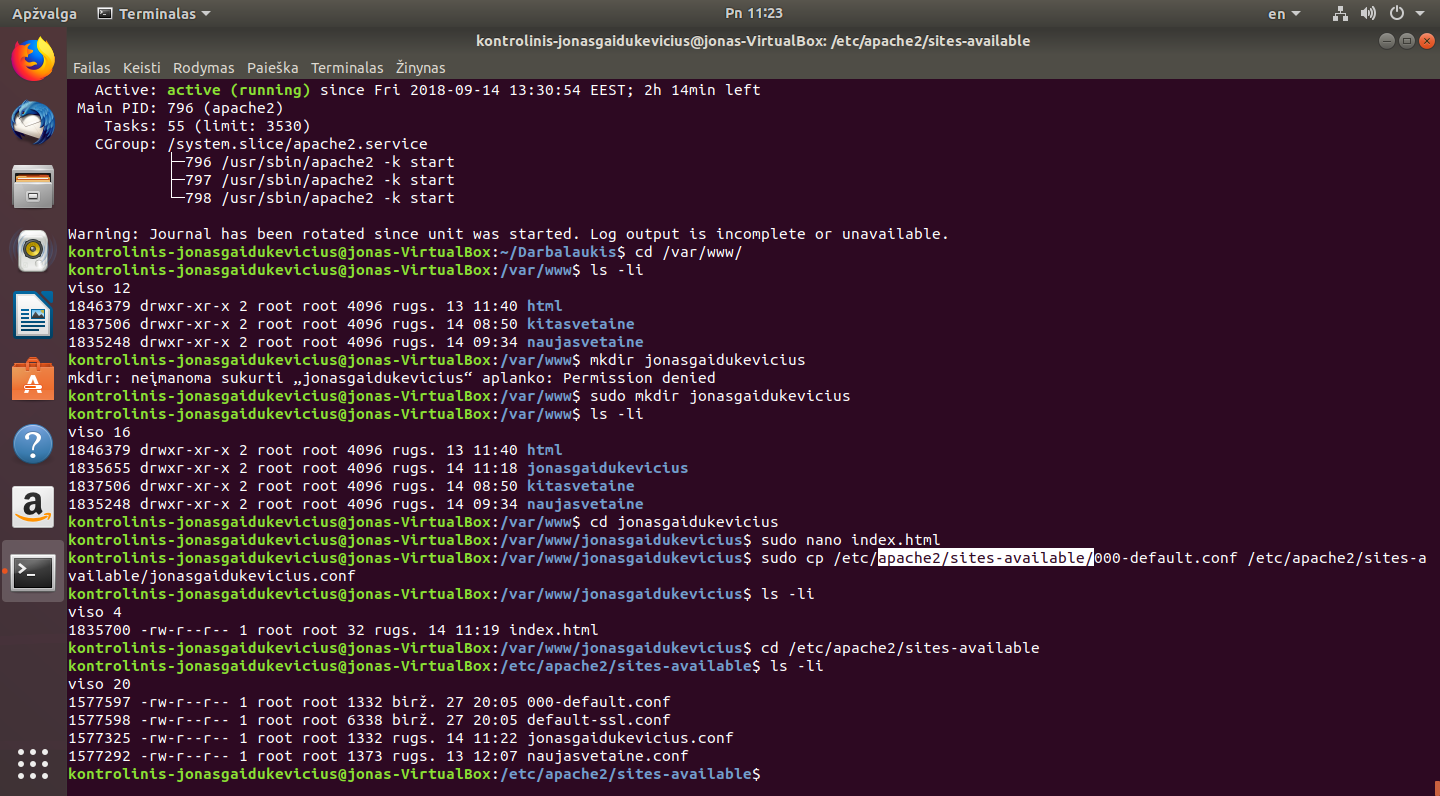 Apžvalga Terminalas Pn 11:23 en
kontrolinis-jonasgaidukevicius@jonas-VirtualBox: /etc/apache2/sites-available
Failas Keisti Rodymas Paieška Terminalas Žinynas
Active: active (running) since Fri 2018-09-14 13:30:54 EEST; 2h 14min left
Main PID: 796 (apache2)
Tasks: 55 (limit: 3530)
CGroup: /system.slice/apache2.service
├─796 /usr/sbin/apache2 -k start
├─797 /usr/sbin/apache2 -k start
└─798 /usr/sbin/apache2 -k start
Warning: Journal has been rotated since unit was started. Log output is incomplete or unavailable.
kontrolinis-jonasgaidukevicius@jonas-VirtualBox:~/Darbalaukis$ cd /var/www/
kontrolinis-jonasgaidukevicius@jonas-VirtualBox:/var/www$ ls -li
viso 12
1846379 drwxr-xr-x 2 root root 4096 rugs. 13 11:40 html
1837506 drwxr-xr-x 2 root root 4096 rugs. 14 08:50 kitasvetaine
1835248 drwxr-xr-x 2 root root 4096 rugs. 14 09:34 naujasvetaine
kontrolinis-jonasgaidukevicius@jonas-VirtualBox:/var/www$ mkdir jonasgaidukevicius
mkdir: neįmanoma sukurti „jonasgaidukevicius“ aplanko: Permission denied
kontrolinis-jonasgaidukevicius@jonas-VirtualBox:/var/www$ sudo mkdir jonasgaidukevicius
kontrolinis-jonasgaidukevicius@jonas-VirtualBox:/var/www$ ls -li
viso 16
1846379 drwxr-xr-x 2 root root 4096 rugs. 13 11:40 html
1835655 drwxr-xr-x 2 root root 4096 rugs. 14 11:18 jonasgaidukevicius
1837506 drwxr-xr-x 2 root root 4096 rugs. 14 08:50 kitasvetaine
1835248 drwxr-xr-x 2 root root 4096 rugs. 14 09:34 naujasvetaine
kontrolinis-jonasgaidukevicius@jonas-VirtualBox:/var/www$ cd jonasgaidukevicius
kontrolinis-jonasgaidukevicius@jonas-VirtualBox:/var/www/jonasgaidukevicius$ sudo nano index.html
kontrolinis-jonasgaidukevicius@jonas-VirtualBox:/var/www/jonasgaidukevicius$ sudo cp /etc/apache2/sites-available/000-default.conf /etc/apache2/sites-a
vailable/jonasgaidukevicius.conf
kontrolinis-jonasgaidukevicius@jonas-VirtualBox:/var/www/jonasgaidukevicius$ ls -li
viso 4
1835700 -rw-r--r-- 1 root root 32 rugs. 14 11:19 index.html
kontrolinis-jonasgaidukevicius@jonas-VirtualBox:/var/www/jonasgaidukevicius$ cd /etc/apache2/sites-available
kontrolinis-jonasgaidukevicius@jonas-VirtualBox:/etc/apache2/sites-available$ ls -li
viso 20
1577597 -rw-r--r-- 1 root root 1332 birž. 27 20:05 000-default.conf
1577598 -rw-r--r-- 1 root root 6338 birž. 27 20:05 default-ssl.conf
1577325 -rw-r--r-- 1 root root 1332 rugs. 14 11:22 jonasgaidukevicius.conf
1577292 -rw-r--r-- 1 root root 1373 rugs. 13 12:07 naujasvetaine.conf
kontrolinis-jonasgaidukevicius@jonas-VirtualBox:/etc/apache2/sites-available$